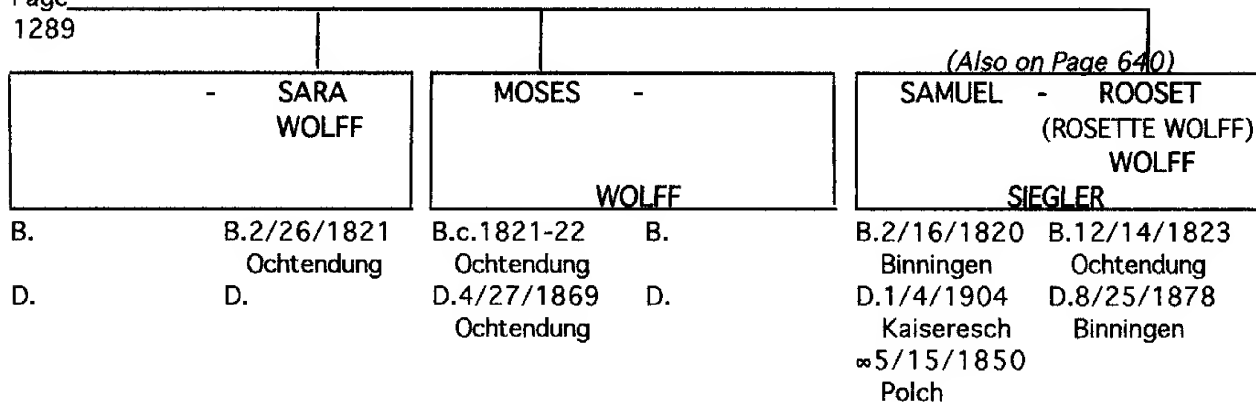 Page
1289
(Also on Page 640)
- SARA
WOLFF
MOSES -
WOLFF
SAMUEL - ROOSET
(ROSETTE WOLFF)
WOLFF
SIEGLER
B. B.2/26/1821
Ochtendung
D. D.
B.c.1821-22 B.
Ochtendung
D.4/27/1869 D.
Ochtendung
B.2/16/1820 B.12/14/1823
Binningen Ochtendung
D.1/4/1904 D.8/25/1878
Kaiseresch Binningen
∞5/15/1850
Polch